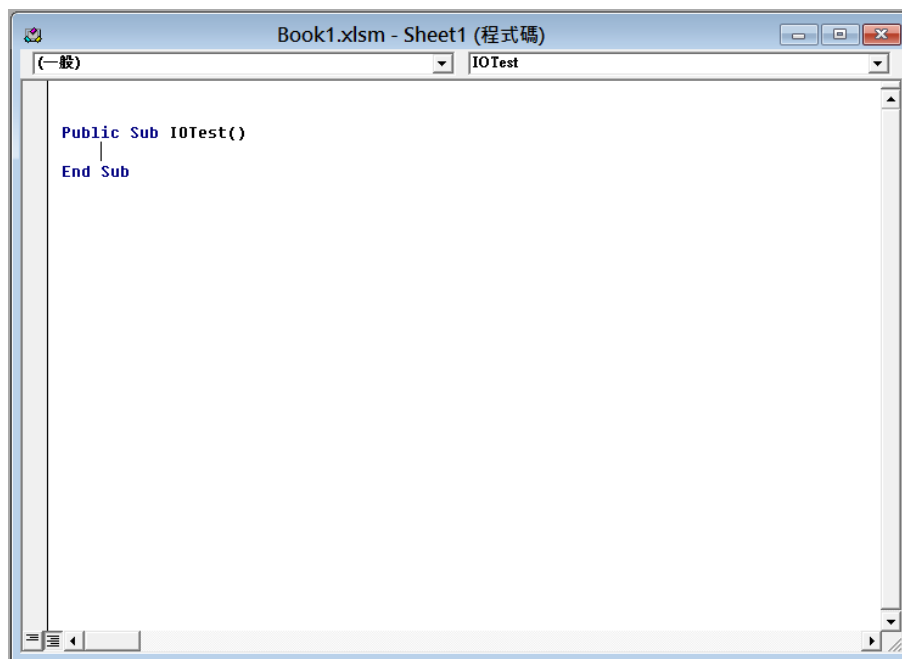 Book1.xlsm - Sheet1 (程式碼)
(一般) IOTest
Public Sub IOTest()
End Sub